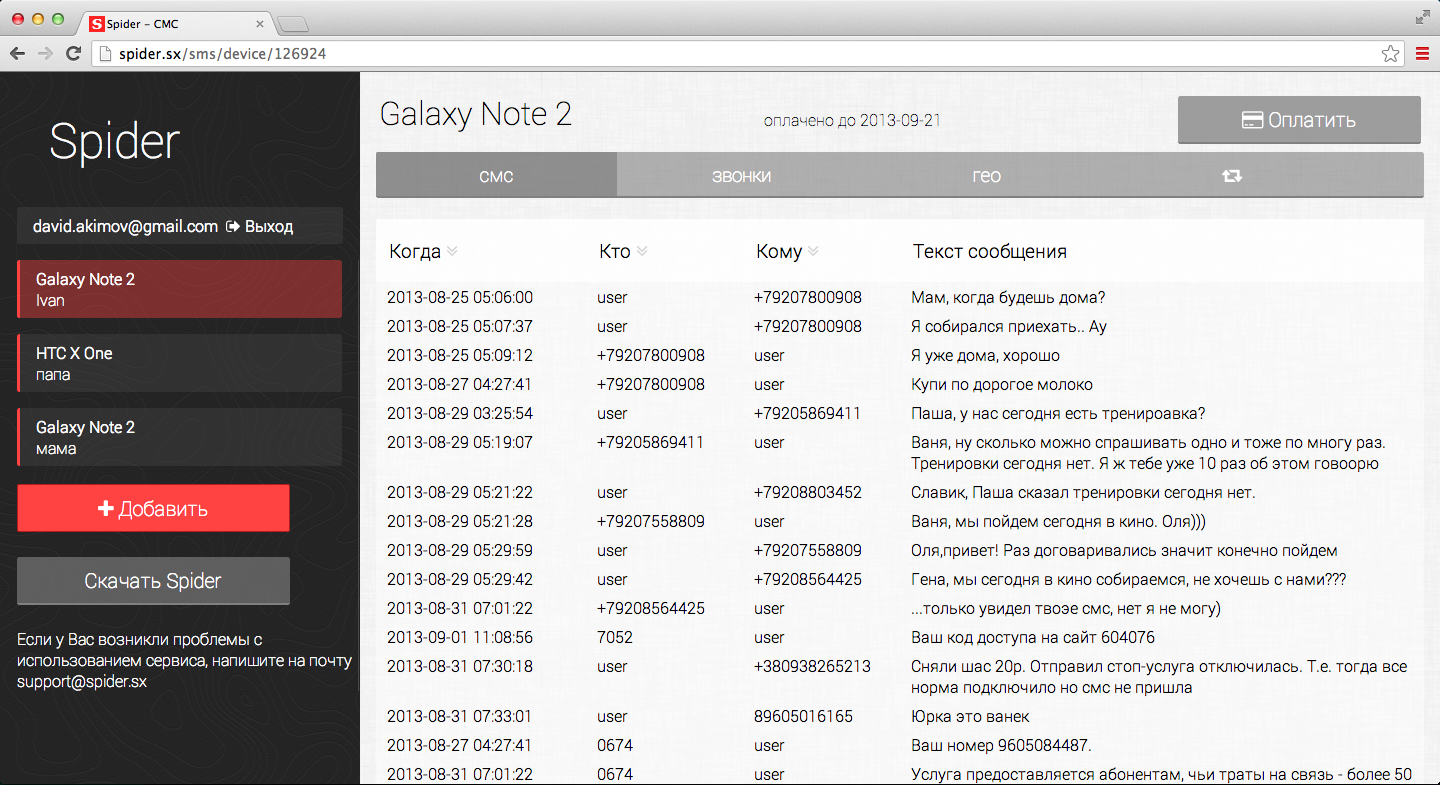 Spider – СМС
spider.sx/sms/device/126924
Spider
david.akimov@gmail.com Выход
Galaxy Note 2
Ivan
HTC X One
папа
Galaxy Note 2
мама
Добавить
Скачать Spider
Если у Вас возникли проблемы с
использованием сервиса, напишите на почту
support@spider.sx
Galaxy Note 2
оплачено до 2013-09-21
Оплатить
смс звонки гео
Когда Кто Кому Текст сообщения
2013-08-25 05:06:00 user +79207800908 Мам, когда будешь дома?
2013-08-25 05:07:37 user +79207800908 Я собирался приехать.. Ау
2013-08-25 05:09:12 +79207800908 user Я уже дома, хорошо
2013-08-27 04:27:41 +79207800908 user Купи по дорогое молоко
2013-08-29 03:25:54 user +79205869411 Паша, у нас сегодня есть тренироавка?
2013-08-29 05:19:07 +79205869411 user Ваня, ну сколько можно спрашивать одно и тоже по многу раз.
Тренировки сегодня нет. Я ж тебе уже 10 раз об этом говоорю
2013-08-29 05:21:22 user +79208803452 Славик, Паша сказал тренировки сегодня нет.
2013-08-29 05:21:28 +79207558809 user Ваня, мы пойдем сегодня в кино. Оля)))
2013-08-29 05:29:59 user +79207558809 Оля,привет! Раз договаривались значит конечно пойдем
2013-08-29 05:29:42 user +79208564425 Гена, мы сегодня в кино собираемся, не хочешь с нами???
2013-08-31 07:01:22 +79208564425 user ...только увидел твоэе смс, нет я не могу)
2013-09-01 11:08:56 7052 user Ваш код доступа на сайт 604076
2013-08-31 07:30:18 user +380938265213 Сняли шас 20р. Отправил стоп-услуга отключилась. Т.е. тогда все
норма подключило но смс не пришла
2013-08-31 07:33:01 user 89605016165 Юрка это ванек
2013-08-27 04:27:41 0674 user Ваш номер 9605084487.
2013-08-31 07:01:22 0674 user Услуга предоставляется абонентам, чьи траты на связь - более 50